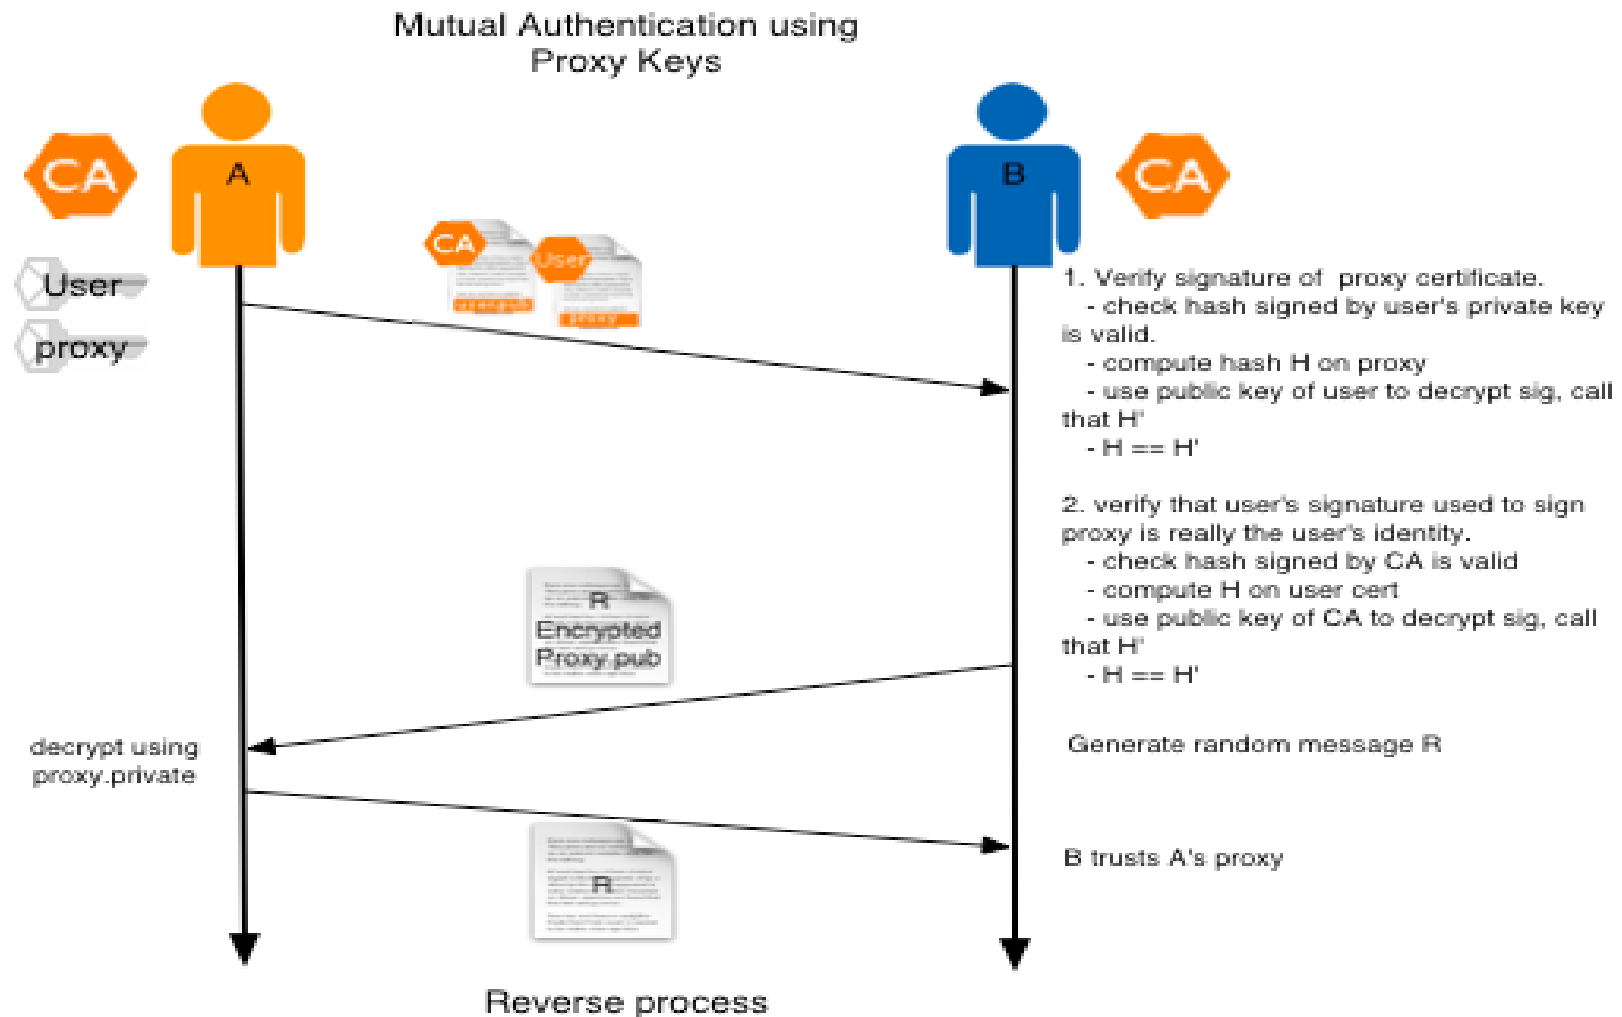 Mutual Authentication using
Proxy Keys
CA
A
B
CA
CA
User
user.pub
proxy
User
proxy
1. Verify signature of  proxy certificate.
- check hash signed by user's private key
is valid.
- compute hash H on proxy
- use public key of user to decrypt sig, call
that H'
- H == H'
2. verify that user's signature used to sign
proxy is really the user's identity.
- check hash signed by CA is valid
- compute H on user cert
- use public key of CA to decrypt sig, call
that H'
- H == H'
R
Encrypted
Proxy.pub
decrypt using
proxy.private
Generate random message R
R
B trusts A's proxy
Reverse process